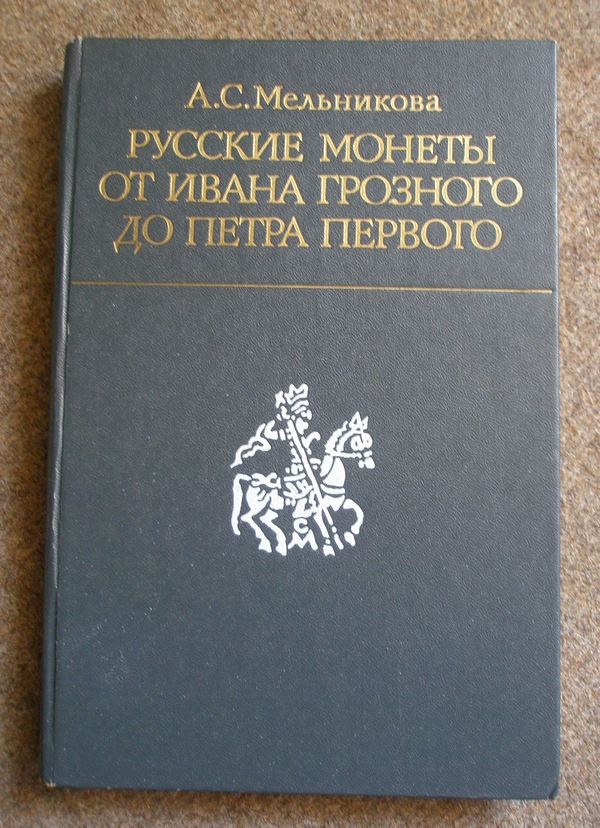 А.С.Мельникова
РУССКИЕ МОНЕТЫ
ОТ ИВАНА ГРОЗНОГО
ДО ПЕТРА ПЕРВОГО
С
М